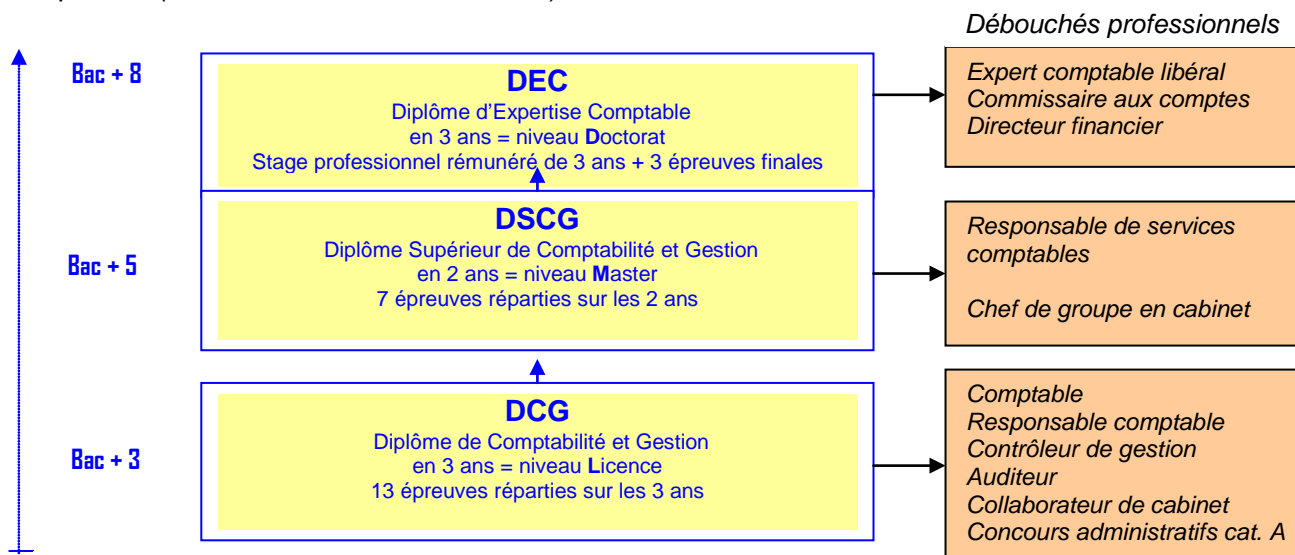 Débouchés professionnels
Bac + 8
DEC
Diplôme d'Expertise Comptable
en 3 ans = niveau Doctorat
Stage professionnel rémunéré de 3 ans + 3 épreuves finales
Expert comptable libéral
Commissaire aux comptes
Directeur financier
Bac + 5
DSCG
Diplôme Supérieur de Comptabilité et Gestion
en 2 ans = niveau Master
7 épreuves réparties sur les 2 ans
Responsable de services
comptables
Chef de groupe en cabinet
Bac + 3
DCG
Diplôme de Comptabilité et Gestion
en 3 ans = niveau Licence
13 épreuves réparties sur les 3 ans
Comptable
Responsable comptable
Contrôleur de gestion
Auditeur
Collaborateur de cabinet
Concours administratifs cat. A